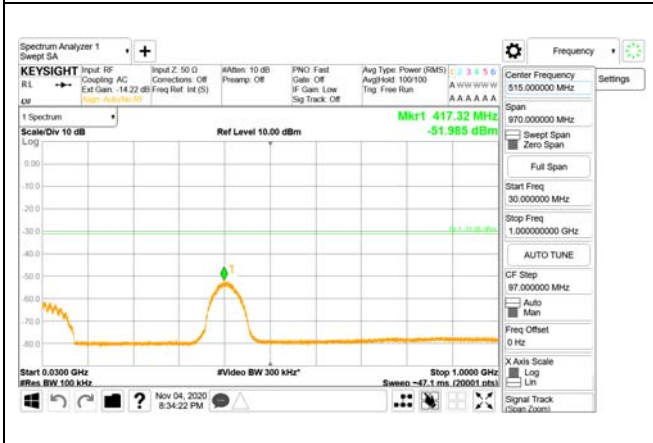 Spectrum Analyzer 1
Swept SA
+
Frequency
KEYSIGHT
Input: RF
Coupling: AC
Ext Gain: -14.22 dB
Align: Auto/No RF
Input Z: 50 Ω
Corrections: Off
Freq Ref: Int (S)
#Atten: 10 dB
Preamp: Off
PNO: Fast
Gate: Off
IF Gain: Low
Sig Track: Off
Avg Type: Power (RMS)
Avg|Hold: 100/100
Trig: Free Run
1 2 3 4 5 6
A W W W W W
A A A A A A
RL
1 Spectrum
Mkr1 417.32 MHz
Scale/Div 10 dB
Ref Level 10.00 dBm
-51.985 dBm
Log
0.00
-10.0
-20.0
-30.0
-40.0
-50.0
-60.0
-70.0
-80.0
1
Start 0.0300 GHz
#Video BW 300 kHz*
Stop 1.0000 GHz
#Res BW 100 kHz
Sweep ~47.1 ms (20001 pts)
Nov 04, 2020
8:34:22 PM
?
Center Frequency
515.000000 MHz
Settings
Span
970.000000 MHz
Swept Span
Zero Span
Full Span
Start Freq
30.000000 MHz
Stop Freq
1.000000000 GHz
AUTO TUNE
CF Step
97.000000 MHz
Auto
Man
Freq Offset
0 Hz
X Axis Scale
Log
Lin
Signal Track
(Span Zoom)